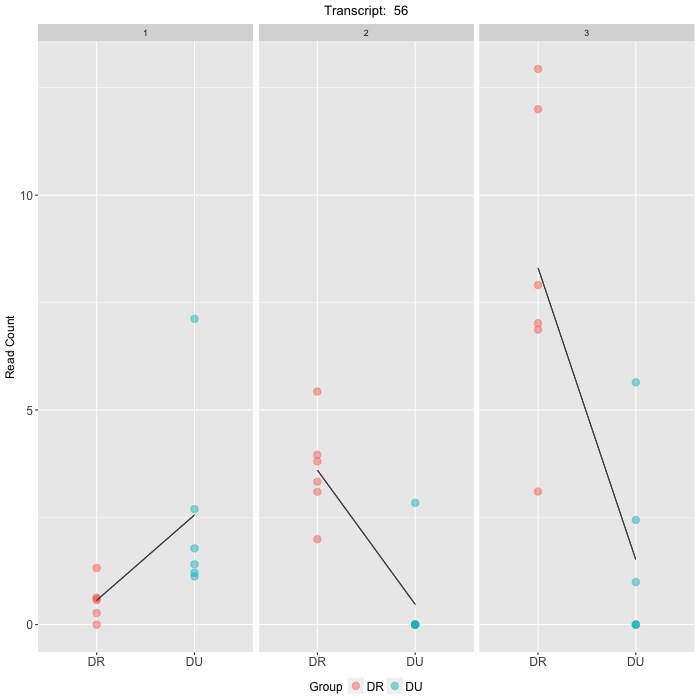 Transcript:  56
1 2 3
Read Count
10
5
0
DR DU DR DU DR DU
Group DR DU